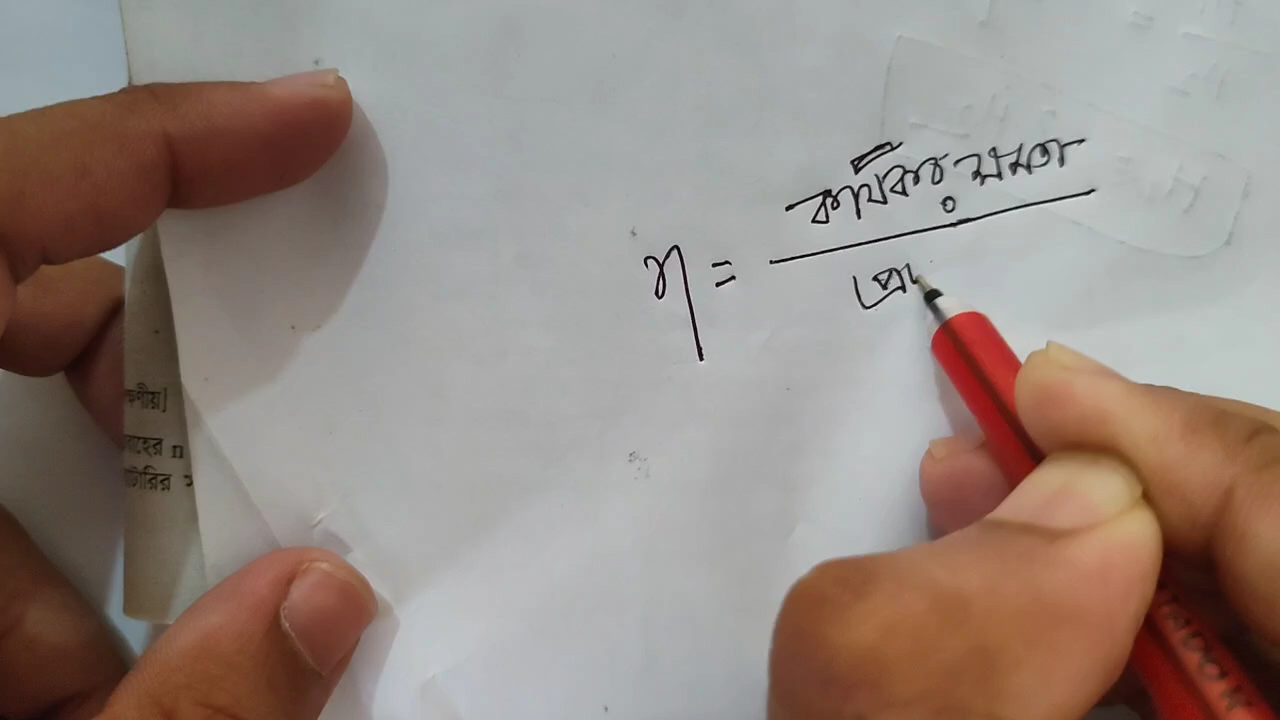 কার্যকর ক্ষমতা
η =
প্র
ণীয়]
হের n
টারির